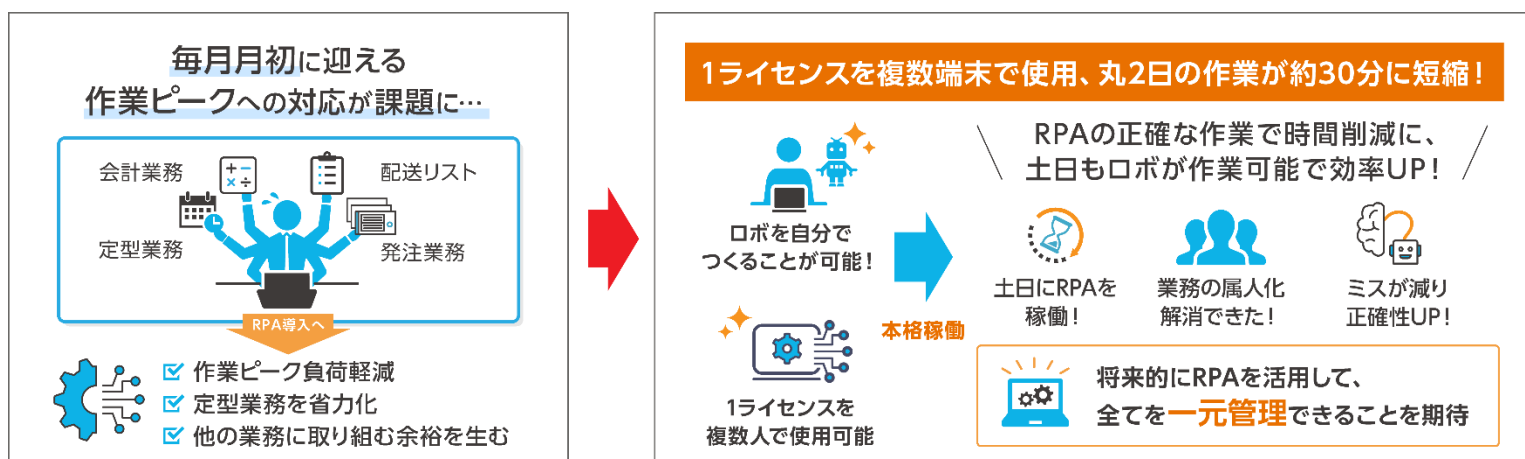 毎月月初に迎える
作業ピークへの対応が課題に…
会計業務
配送リスト
定型業務
発注業務
RPA導入へ
作業ピーク負荷軽減
定型業務を省力化
他の業務に取り組む余裕を生む
1ライセンスを複数端末で使用、丸2日の作業が約30分に短縮！
ロボを自分で
つくることが可能！
1ライセンスを
複数人で使用可能
本格稼働
RPAの正確な作業で時間削減に、
土日もロボが作業可能で効率UP！
土日にRPAを
稼働！
業務の属人化
解消できた！
ミスが減り
正確性UP！
将来的にRPAを活用して、
全てを一元管理できることを期待